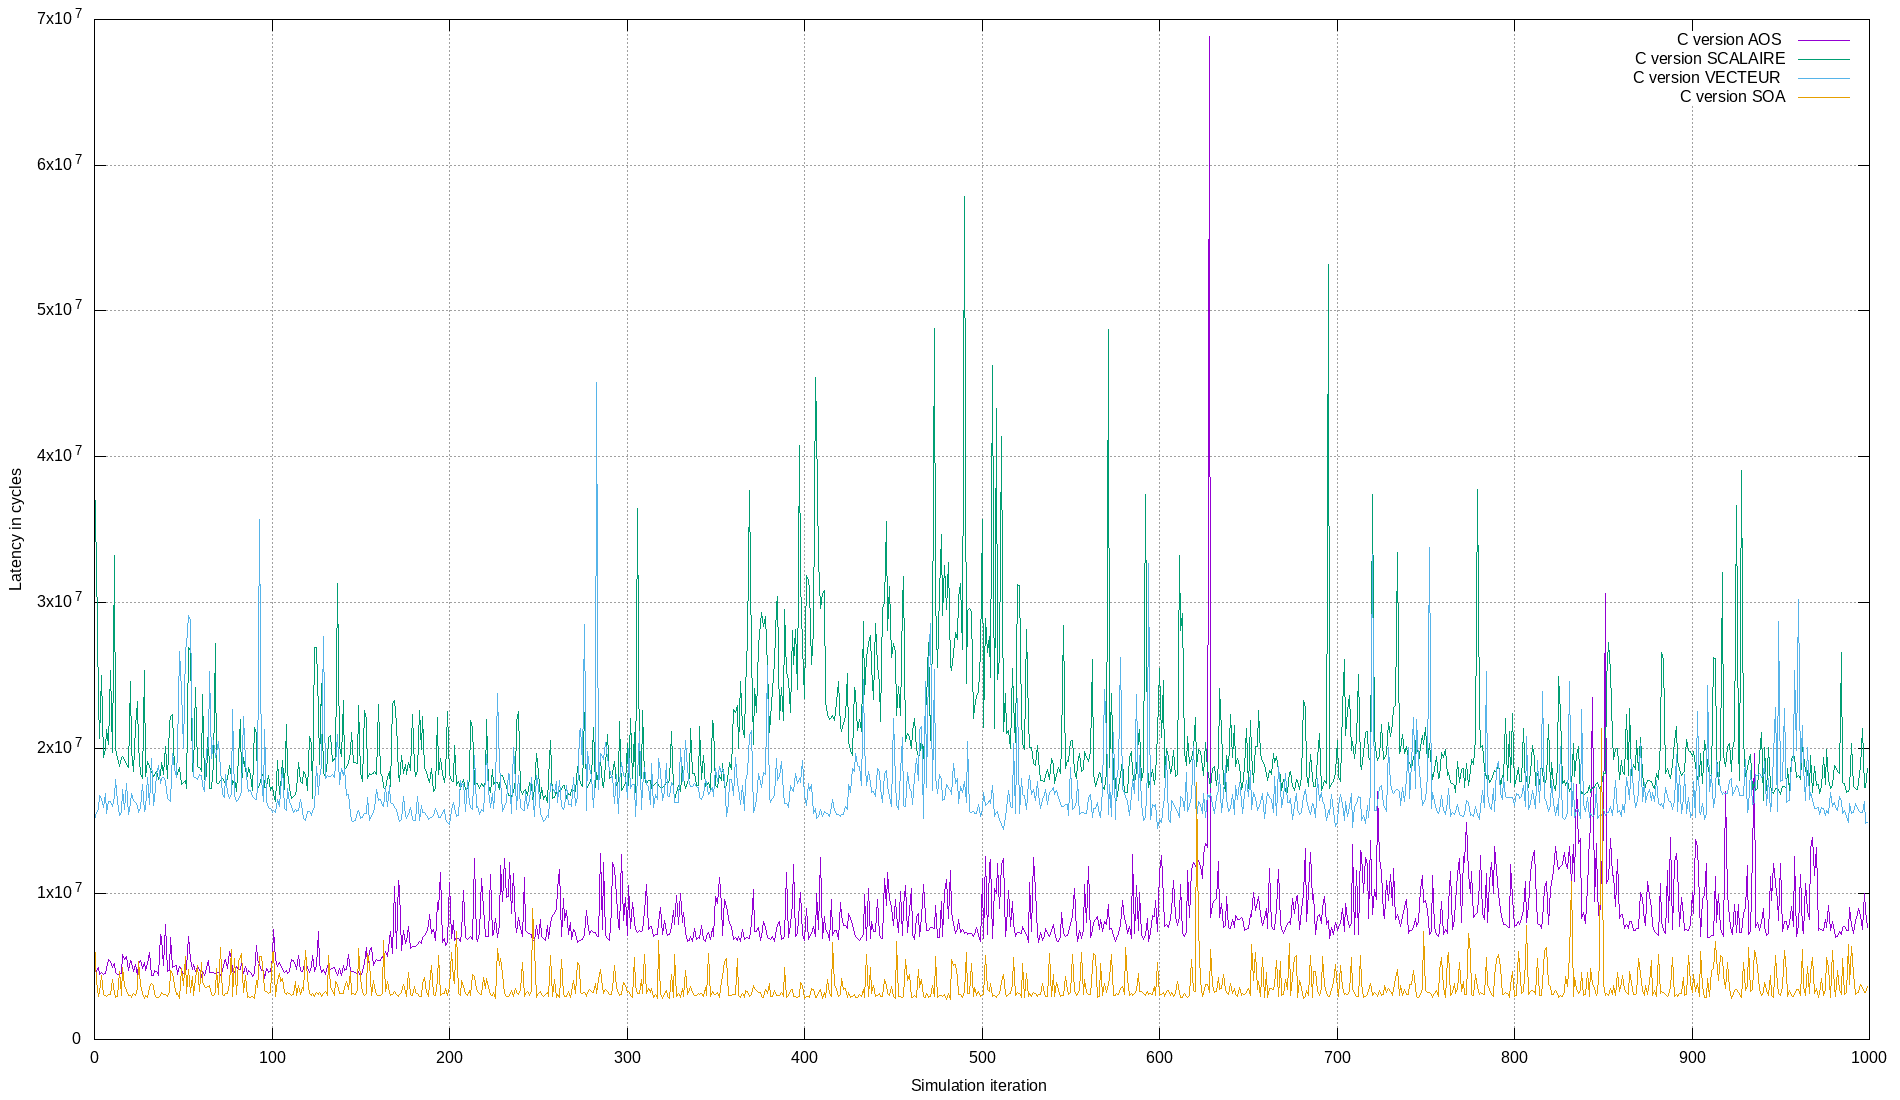 7x10 7
6x10 7
5x10 7
4x10 7
3x10 7
2x10 7
1x10 7
0
C version AOS
C version SCALAIRE
C version VECTEUR
C version SOA
Latency in cycles
0 100 200 300 400 500 600 700 800 900 1000
Simulation iteration